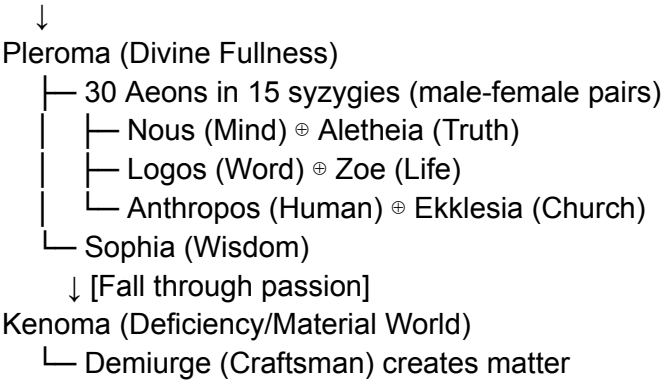 ↓
Pleroma (Divine Fullness)
├─ 30 Aeons in 15 syzygies (male-female pairs)
│ ├─ Nous (Mind) ⊕ Aletheia (Truth)
│ ├─ Logos (Word) ⊕ Zoe (Life)
│ └─ Anthropos (Human) ⊕ Ekklesia (Church)
└─ Sophia (Wisdom)
↓ [Fall through passion]
Kenoma (Deficiency/Material World)
└─ Demiurge (Craftsman) creates matter